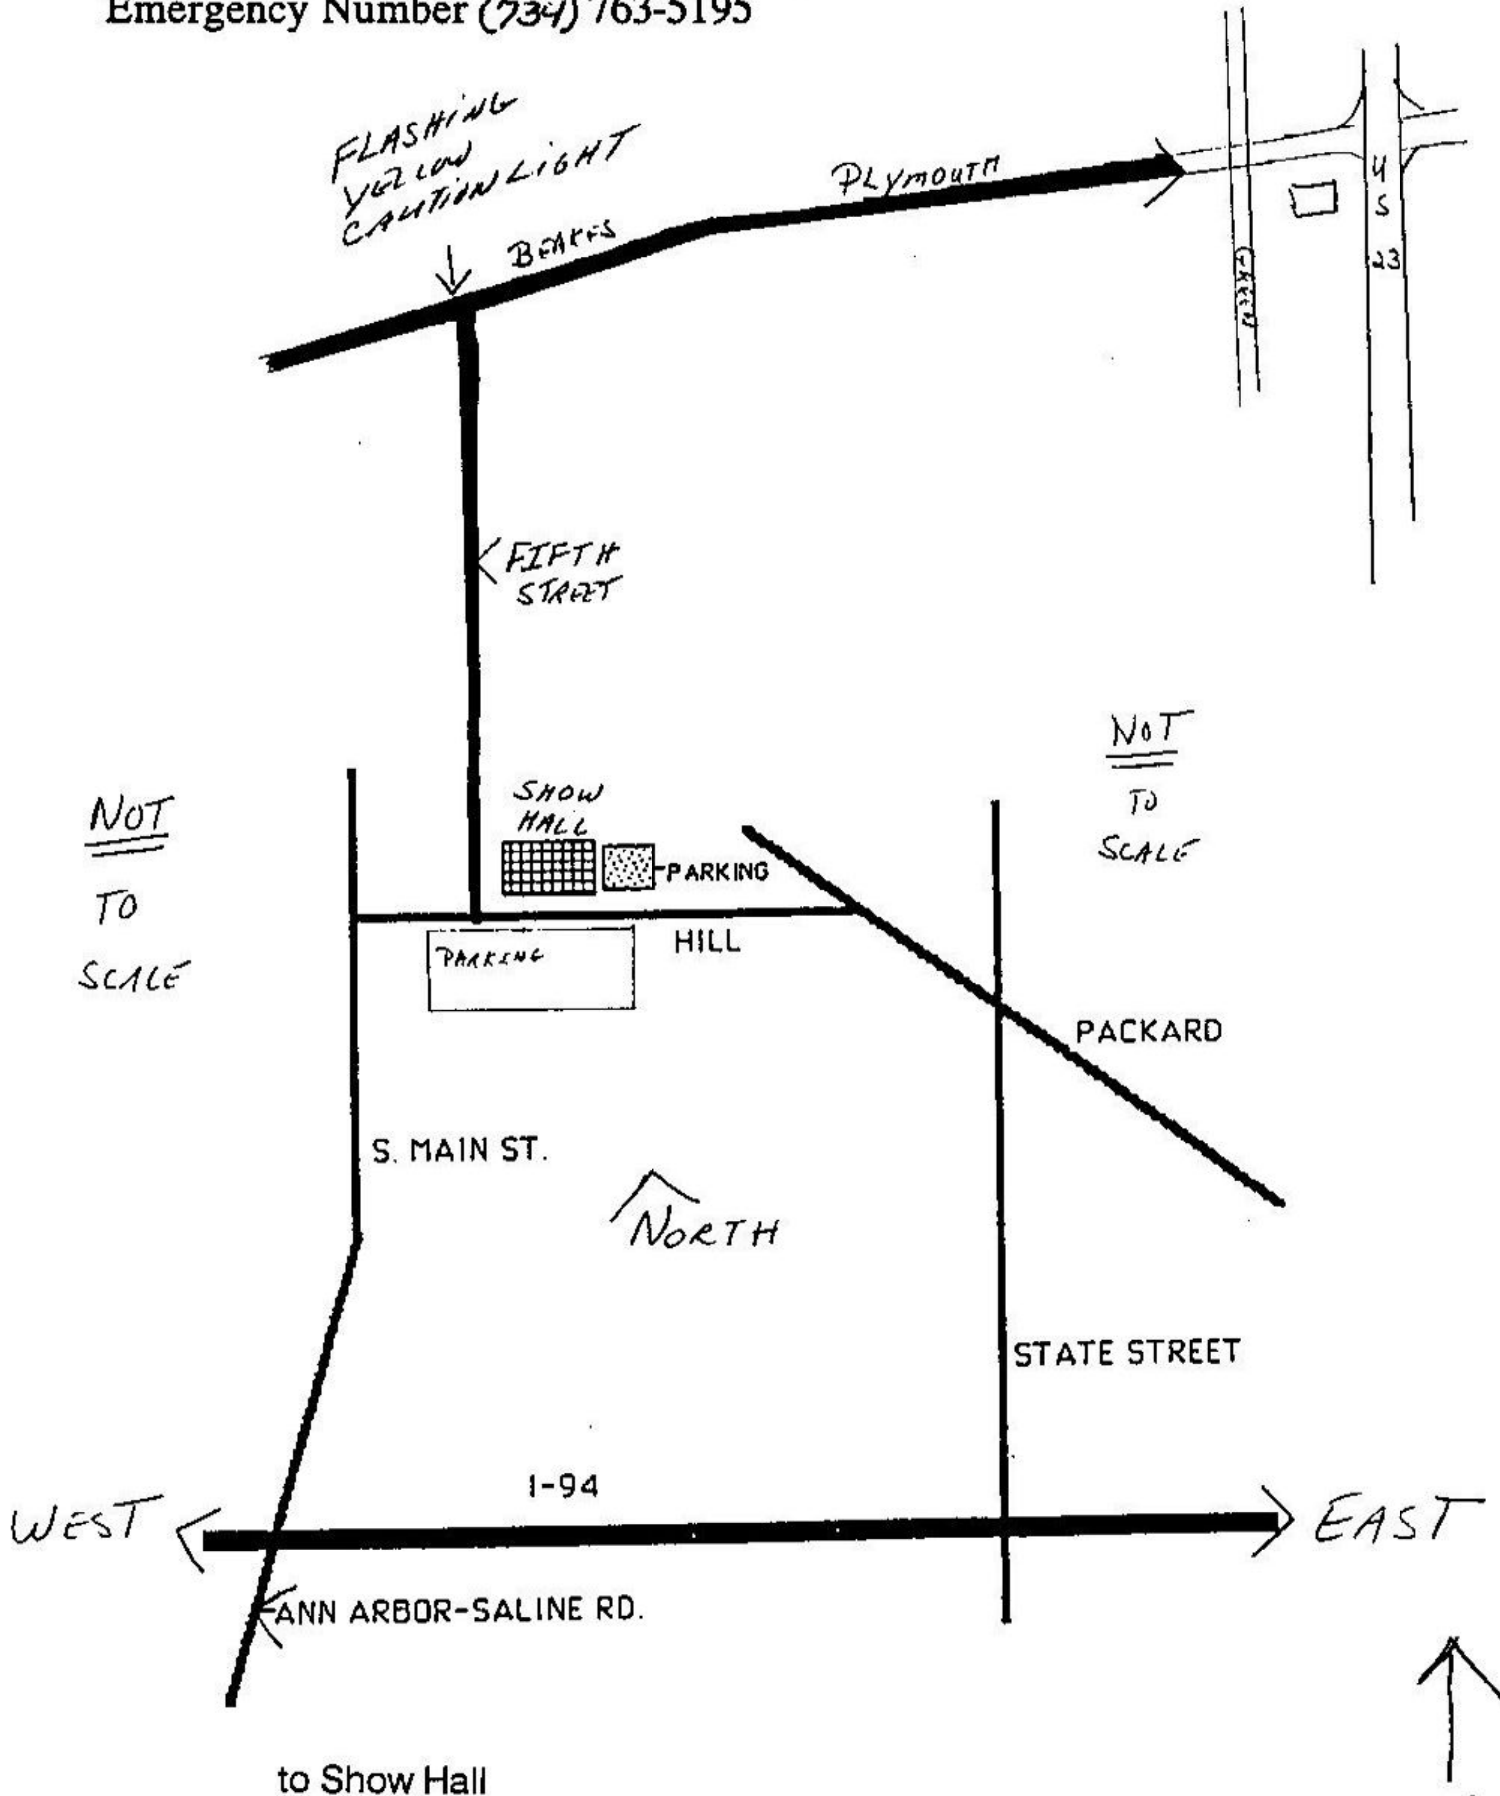 Emergency Number (734) 763-5195
FLASHING
YELLOW
CAUTION LIGHT
BEAKES
PLYMOUTH
U
S
23
GREEN
FIFTH
STREET
NOT
TO
SCALE
NOT
TO
SCALE
SHOW
HALL
PARKING
HILL
PARKING
PACKARD
S. MAIN ST.
NORTH
STATE STREET
I-94
WEST
EAST
ANN ARBOR-SALINE RD.
to Show Hall